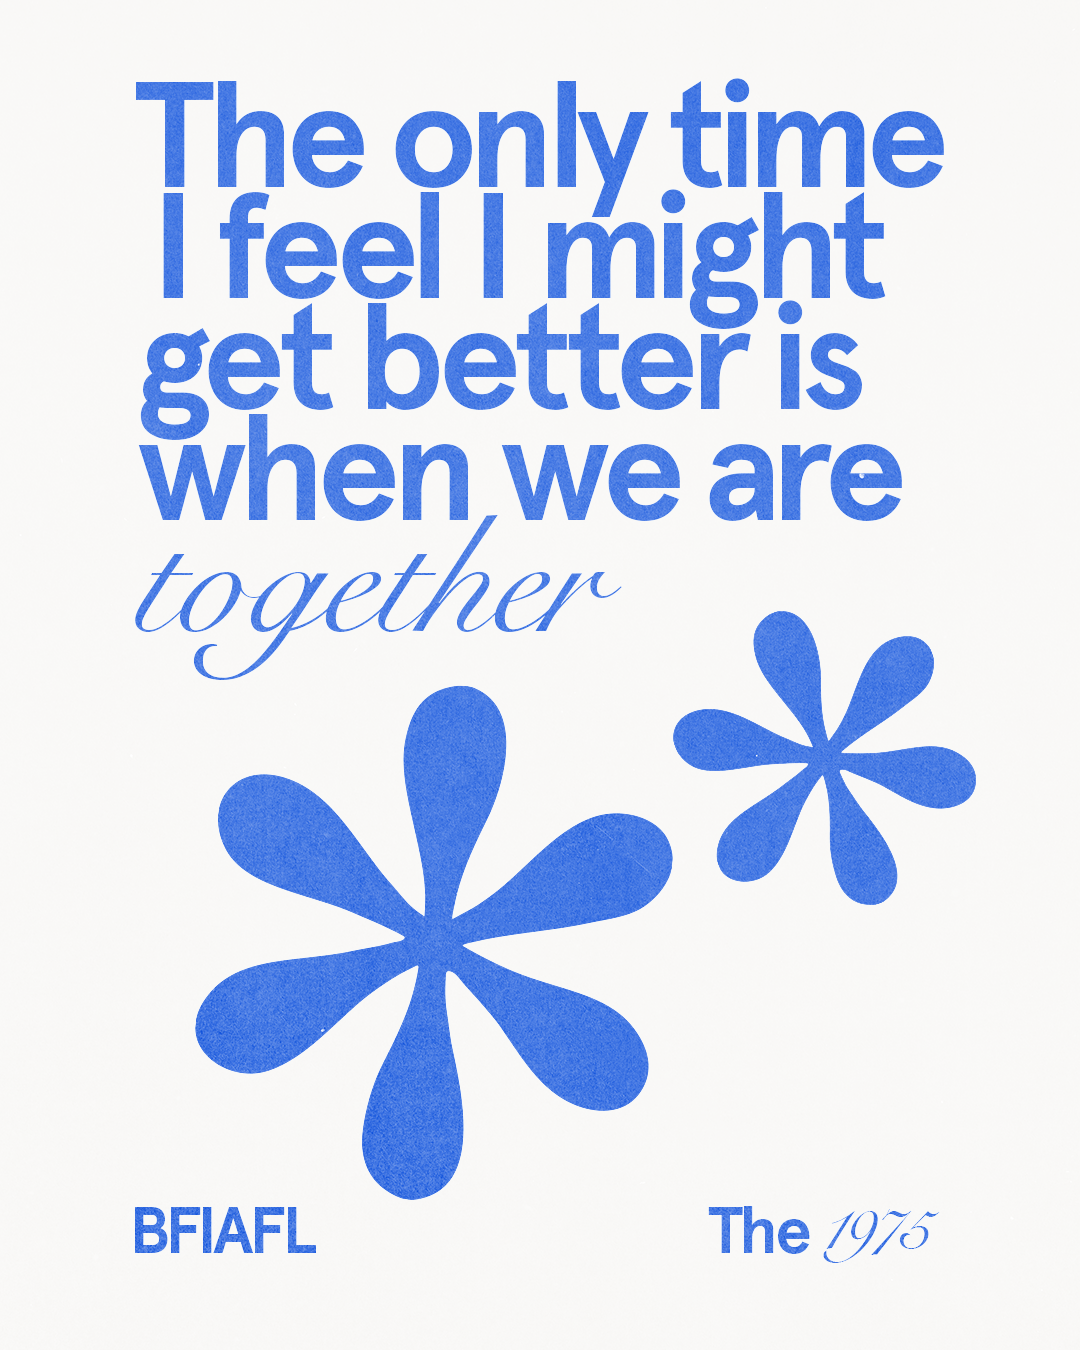 The only time
I feel I might
get better is
when we are
together
BFIAFL
The 1975